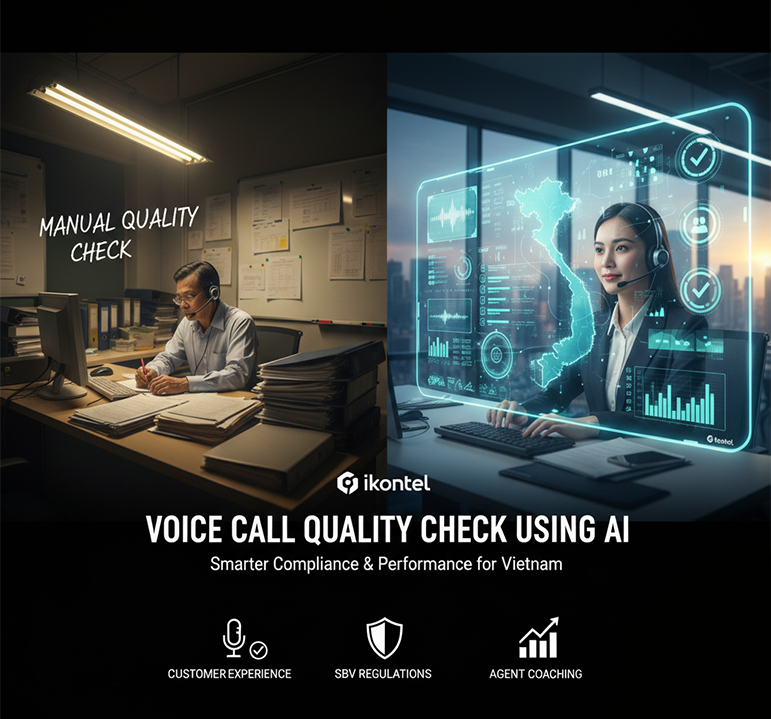 MANUAL QUALITY
CHECK
ikontel
VOICE CALL QUALITY CHECK USING AI
Smarter Compliance & Performance for Vietnam
CUSTOMER EXPERIENCE
SBV REGULATIONS
AGENT COACHING